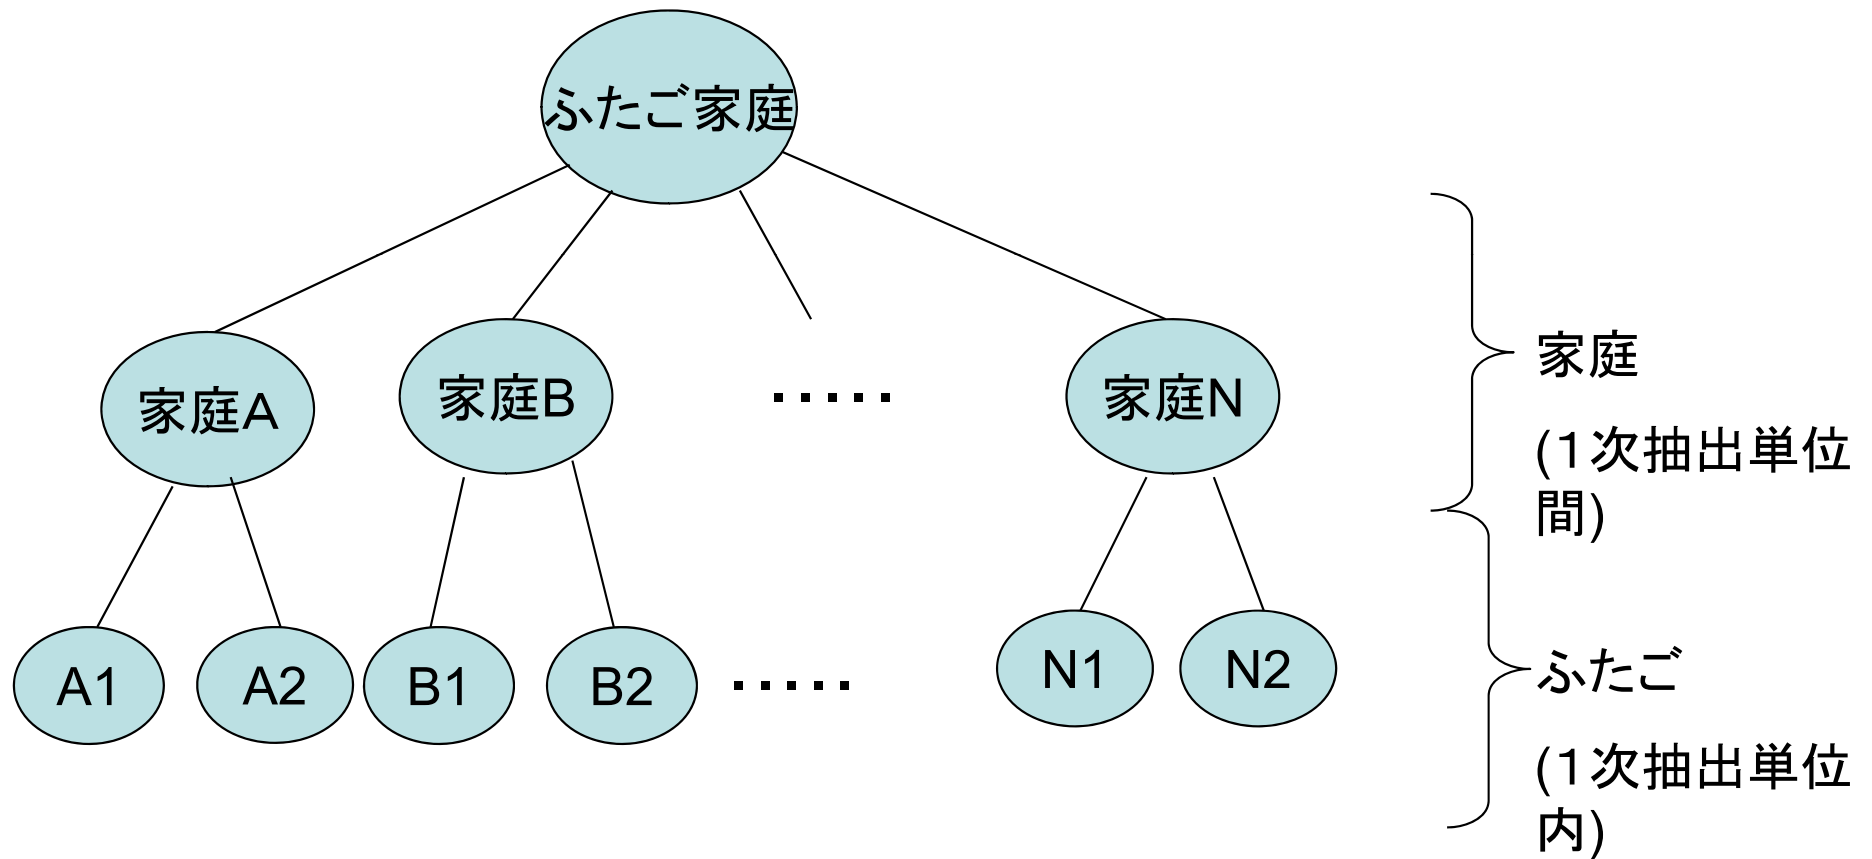 ふたご家庭
家庭A
家庭B
・・・・・
家庭N
家庭
(１次抽出単位
間)
A1
A2
B1
B2
・・・・・
N1
N2
ふたご
(１次抽出単位
内)